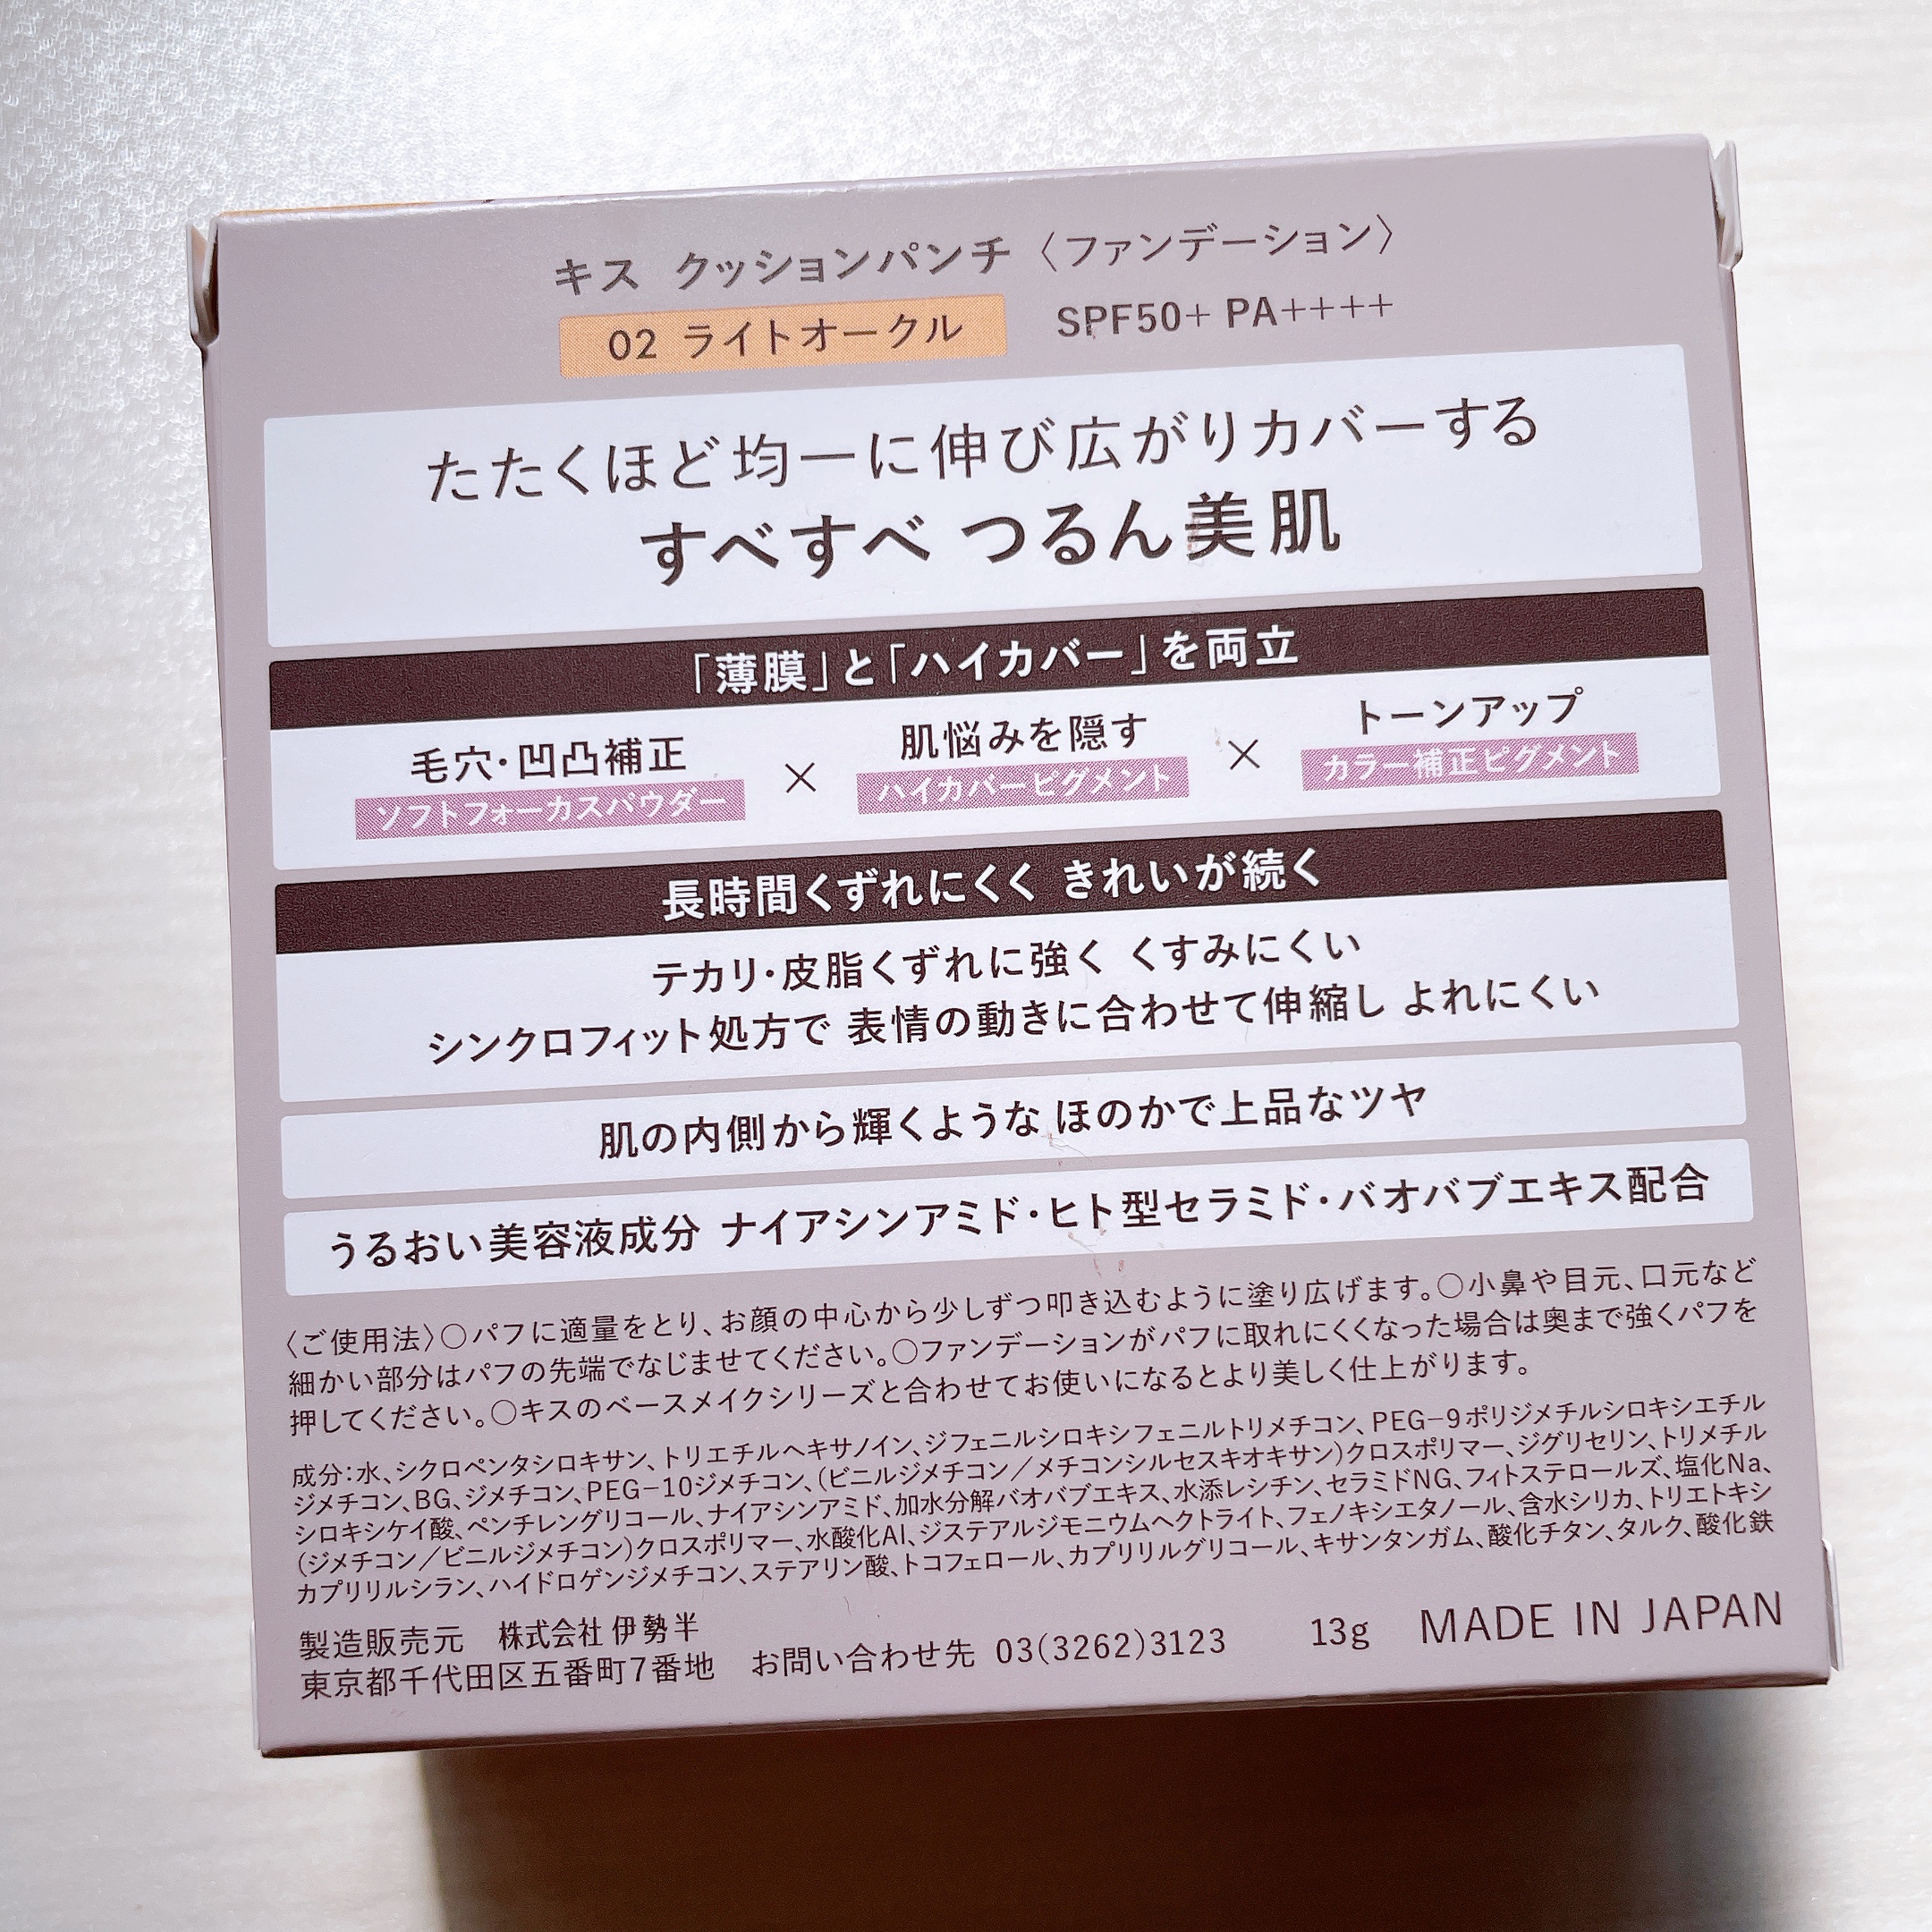 キス クッションパンチ〈ファンデーション〉
02 ライトオークル SPF50+ PA++++
たたくほど均一に伸び広がりカバーする
すべすべ つるん美肌
「薄膜」と「ハイカバー」を両立
毛穴・凹凸補正 × 肌悩みを隠す × トーンアップ
ソフトフォーカスパウダー ハイカバーピグメント カラー補正ピグメント
長時間くずれにくく きれいが続く
テカリ・皮脂くずれに強く くすみにくい
シンクロフィット処方で 表情の動きに合わせて伸縮し よれにくい
肌の内側から輝くような ほのかで上品なツヤ
うるおい美容液成分 ナイアシンアミド・ヒト型セラミド・バオバブエキス配合
〈ご使用法〉○パフに適量をとり、お顔の中心から少しずつ叩き込むように塗り広げます。○小鼻や目元、口元など
細かい部分はパフの先端でなじませてください。○ファンデーションがパフに取れにくくなった場合は奥まで強くパフを
押してください。○キスのベースメイクシリーズと合わせてお使いになるとより美しく仕上がります。
成分：水、シクロペンタシロキサン、トリエチルヘキサノイン、ジフェニルシロキシフェニルトリメチコン、PEG−9ポリジメチルシロキシエチル
ジメチコン、BG、ジメチコン、PEG−10ジメチコン、(ビニルジメチコン／メチコンシルセスキオキサン)クロスポリマー、ジグリセリン、トリメチル
シロキシケイ酸、ペンチレングリコール、ナイアシンアミド、加水分解バオバブエキス、水添レシチン、セラミドNG、フィトステロールズ、塩化Na、
(ジメチコン／ビニルジメチコン)クロスポリマー、水酸化Al、ジステアルジモニウムヘクトライト、フェノキシエタノール、含水シリカ、トリエトキシ
カプリリルシラン、ハイドロゲンジメチコン、ステアリン酸、トコフェロール、カプリリルグリコール、キサンタンガム、酸化チタン、タルク、酸化鉄
製造販売元 株式会社 伊勢半
東京都千代田区五番町7番地 お問い合わせ先 03(3262)3123 13g MADE IN JAPAN